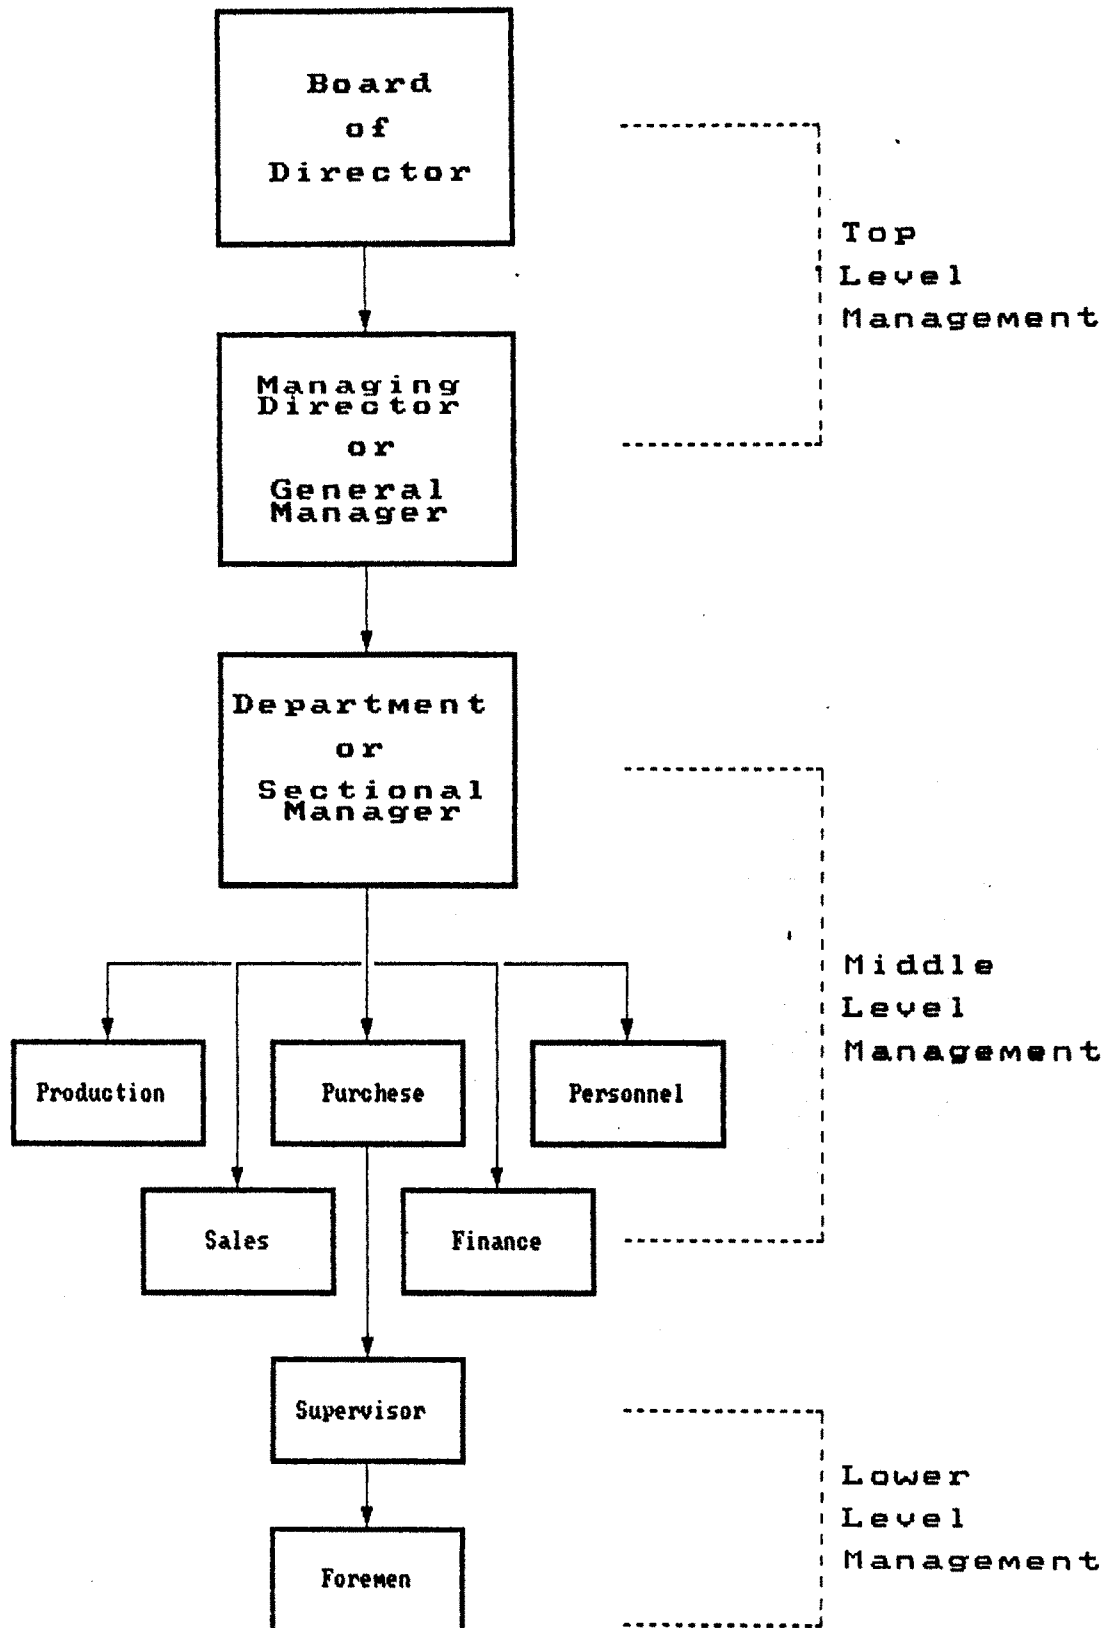 Board
of
Director
Top
Level
Management
Managing
Director
or
General
Manager
Department
or
Sectional
Manager
Middle
Level
Management
Production
Purchese
Personnel
Sales
Finance
Supervisor
Lower
Level
Management
Foremen